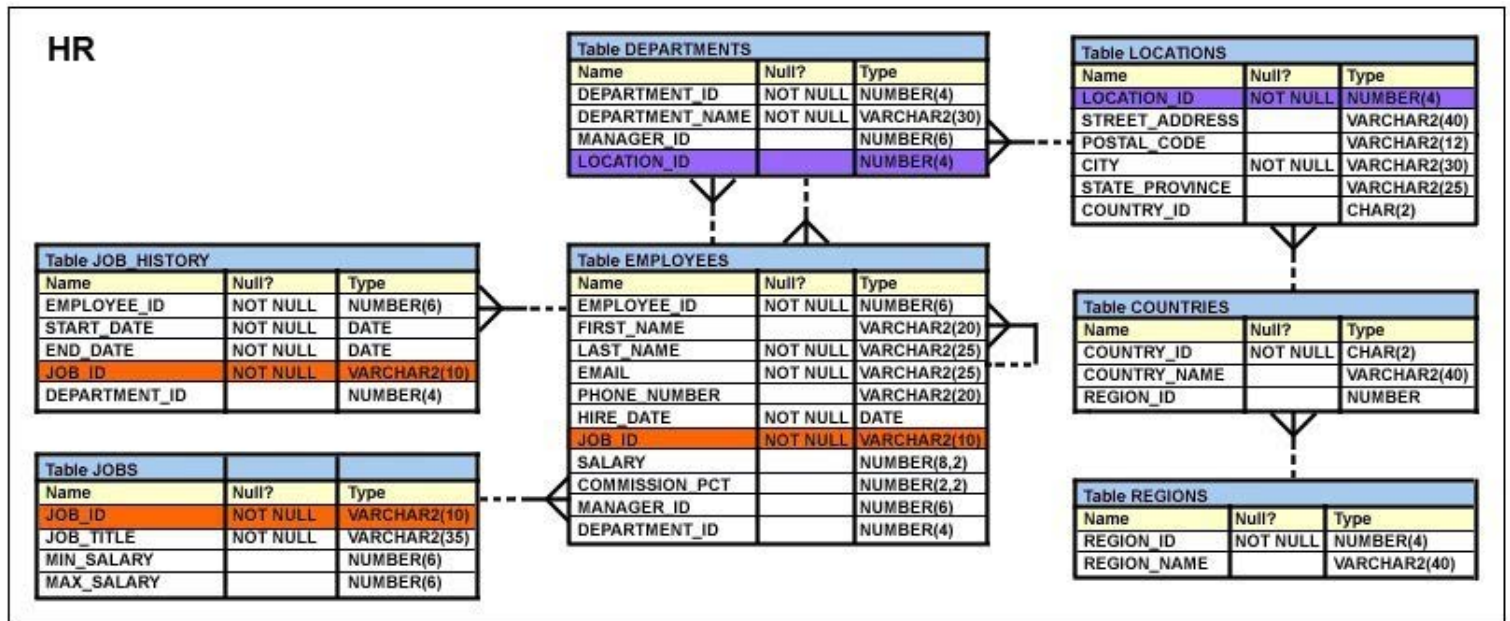 HR
Table DEPARTMENTS
Name Null? Type
DEPARTMENT_ID NOT NULL NUMBER(4)
DEPARTMENT_NAME NOT NULL VARCHAR2(30)
MANAGER_ID NUMBER(6)
LOCATION_ID NUMBER(4)
Table LOCATIONS
Name Null? Type
LOCATION_ID NOT NULL NUMBER(4)
STREET_ADDRESS VARCHAR2(40)
POSTAL_CODE VARCHAR2(12)
CITY NOT NULL VARCHAR2(30)
STATE_PROVINCE VARCHAR2(25)
COUNTRY_ID CHAR(2)
Table JOB_HISTORY
Name Null? Type
EMPLOYEE_ID NOT NULL NUMBER(6)
START_DATE NOT NULL DATE
END_DATE NOT NULL DATE
JOB_ID NOT NULL VARCHAR2(10)
DEPARTMENT_ID NUMBER(4)
Table EMPLOYEES
Name Null? Type
EMPLOYEE_ID NOT NULL NUMBER(6)
FIRST_NAME VARCHAR2(20)
LAST_NAME NOT NULL VARCHAR2(25)
EMAIL NOT NULL VARCHAR2(25)
PHONE_NUMBER VARCHAR2(20)
HIRE_DATE NOT NULL DATE
JOB_ID NOT NULL VARCHAR2(10)
SALARY NUMBER(8,2)
COMMISSION_PCT NUMBER(2,2)
MANAGER_ID NUMBER(6)
DEPARTMENT_ID NUMBER(4)
Table COUNTRIES
Name Null? Type
COUNTRY_ID NOT NULL CHAR(2)
COUNTRY_NAME VARCHAR2(40)
REGION_ID NUMBER
Table JOBS
Name Null? Type
JOB_ID NOT NULL VARCHAR2(10)
JOB_TITLE NOT NULL VARCHAR2(35)
MIN_SALARY NUMBER(6)
MAX_SALARY NUMBER(6)
Table REGIONS
Name Null? Type
REGION_ID NOT NULL NUMBER(4)
REGION_NAME VARCHAR2(40)